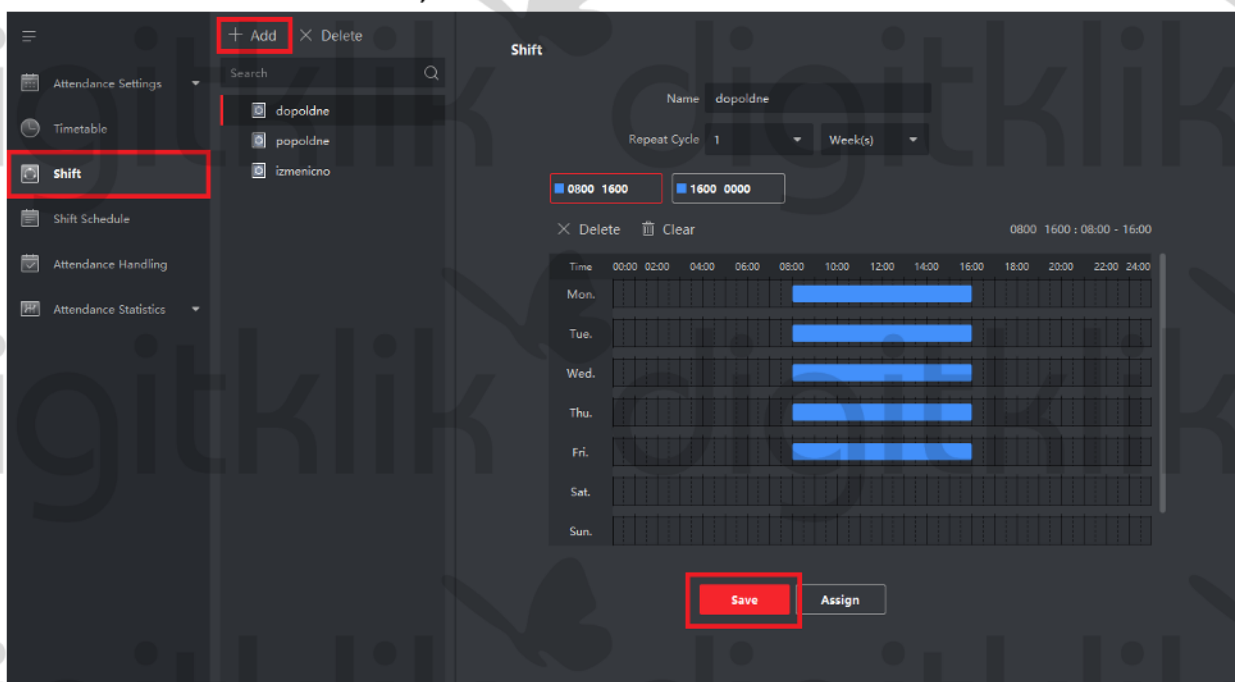 + Add × Delete
Search
dopoldne
popoldne
izmenicno
Attendance Settings
Timetable
Shift
Shift Schedule
Attendance Handling
Attendance Statistics
Shift
Name dopoldne
Repeat Cycle 1 Week(s)
0800 1600 1600 0000
× Delete Clear 0800 1600 : 08:00 - 16:00
Time 00:00 02:00 04:00 06:00 08:00 10:00 12:00 14:00 16:00 18:00 20:00 22:00 24:00
Mon.
Tue.
Wed.
Thu.
Fri.
Sat.
Sun.
Save Assign
digitklik
digitklik